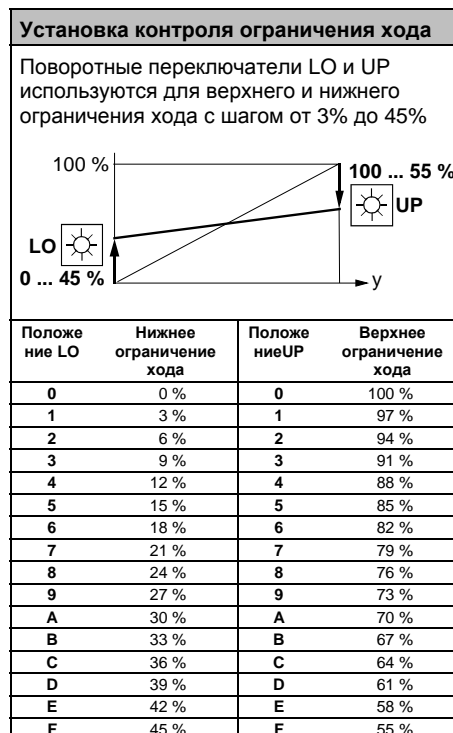 Установка контроля ограничения хода
Поворотные переключатели LO и UP
используются для верхнего и нижнего
ограничения хода с шагом от 3% до 45%
100 %
100 ... 55 %
UP
LO
0 ... 45 %
y
Положе Нижнее Положе Верхнее
ние LO ограничение ниеUP ограничение
хода хода
0 0 % 0 100 %
1 3 % 1 97 %
2 6 % 2 94 %
3 9 % 3 91 %
4 12 % 4 88 %
5 15 % 5 85 %
6 18 % 6 82 %
7 21 % 7 79 %
8 24 % 8 76 %
9 27 % 9 73 %
A 30 % A 70 %
B 33 % B 67 %
C 36 % C 64 %
D 39 % D 61 %
E 42 % E 58 %
F 45 % F 55 %